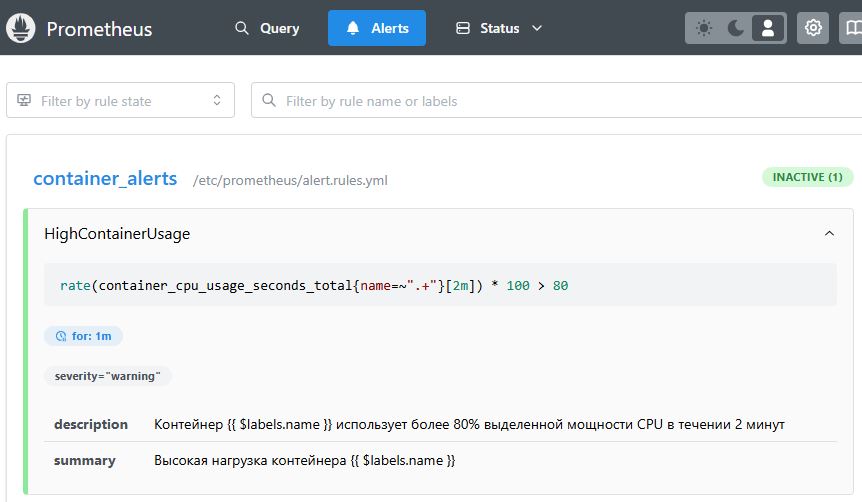 Prometheus Query Alerts Status
Filter by rule state Filter by rule name or labels
container_alerts /etc/prometheus/alert.rules.yml INACTIVE (1)
HighContainerUsage
rate(container_cpu_usage_seconds_total{name=~".+"}[2m]) * 100 > 80
for: 1m
severity="warning"
description Контейнер {{ $labels.name }} использует более 80% выделенной мощности CPU в течении 2 минут
summary Высокая нагрузка контейнера {{ $labels.name }}